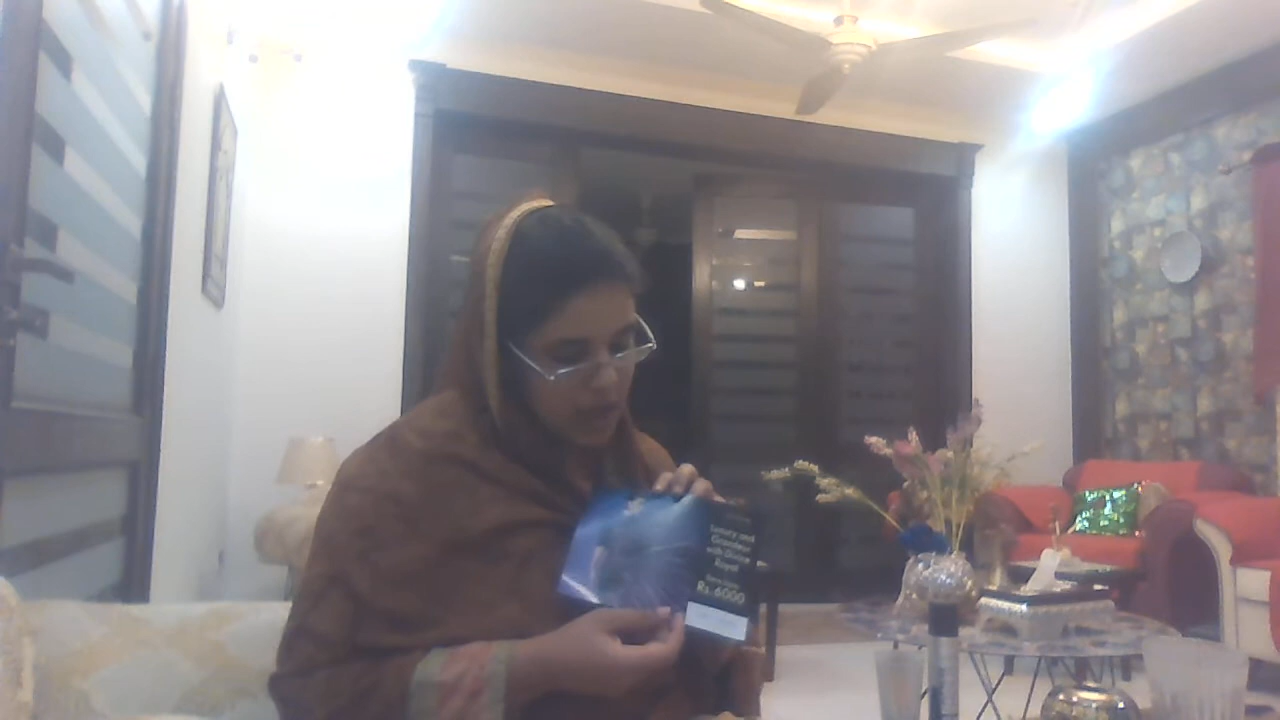 Luxury and
Grandeur
with Divine
Royal
Rs. 6000